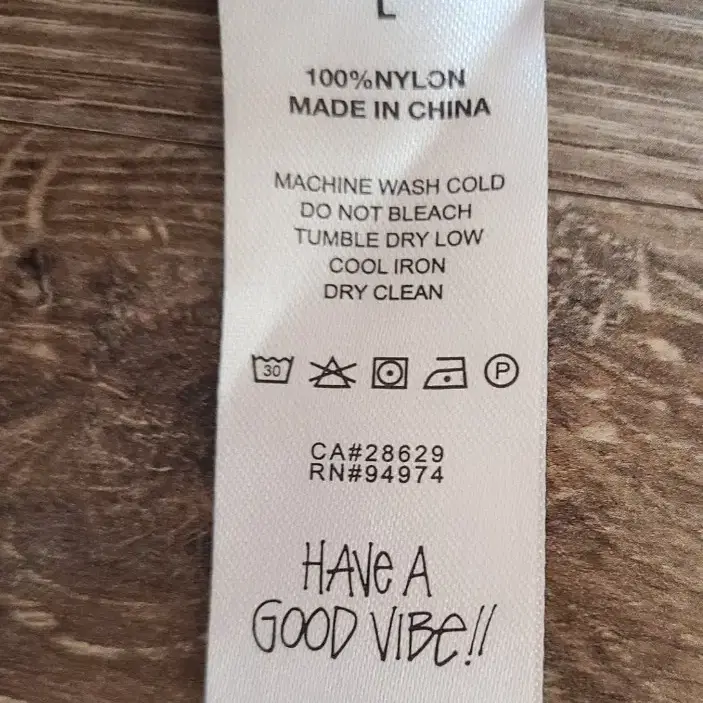 L
100%NYLON
MADE IN CHINA
MACHINE WASH COLD
DO NOT BLEACH
TUMBLE DRY LOW
COOL IRON
DRY CLEAN
30 P
CA#28629
RN#94974
HAVe A
GOOD VIBe!!